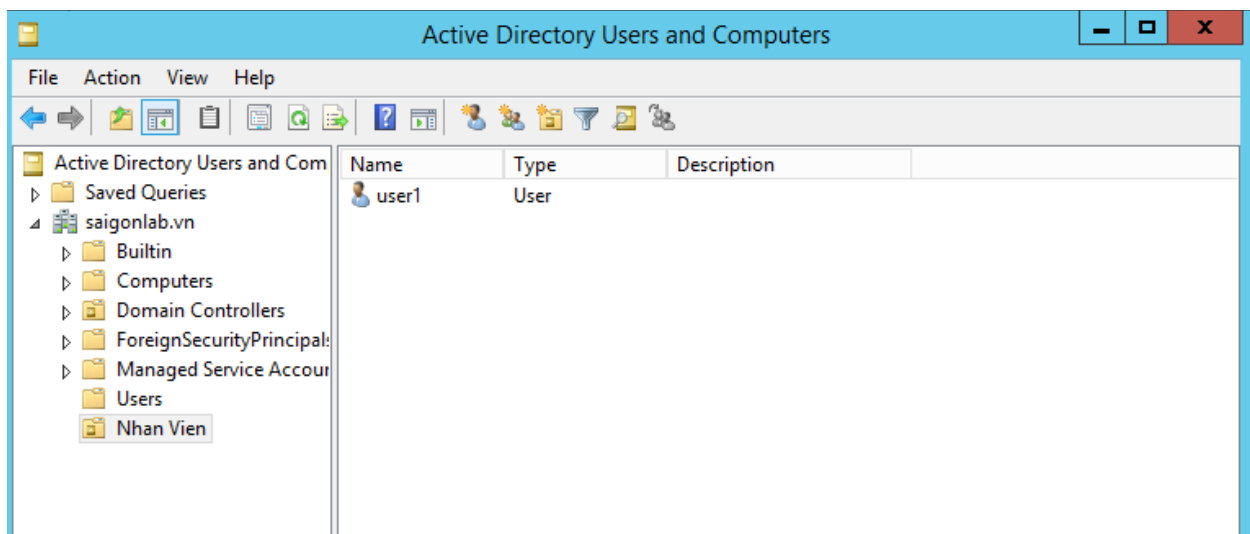 Active Directory Users and Computers
File Action View Help
Active Directory Users and Com
Saved Queries
saigonlab.vn
Builtin
Computers
Domain Controllers
ForeignSecurityPrincipals
Managed Service Accour
Users
Nhan Vien
Name Type Description
user1 User